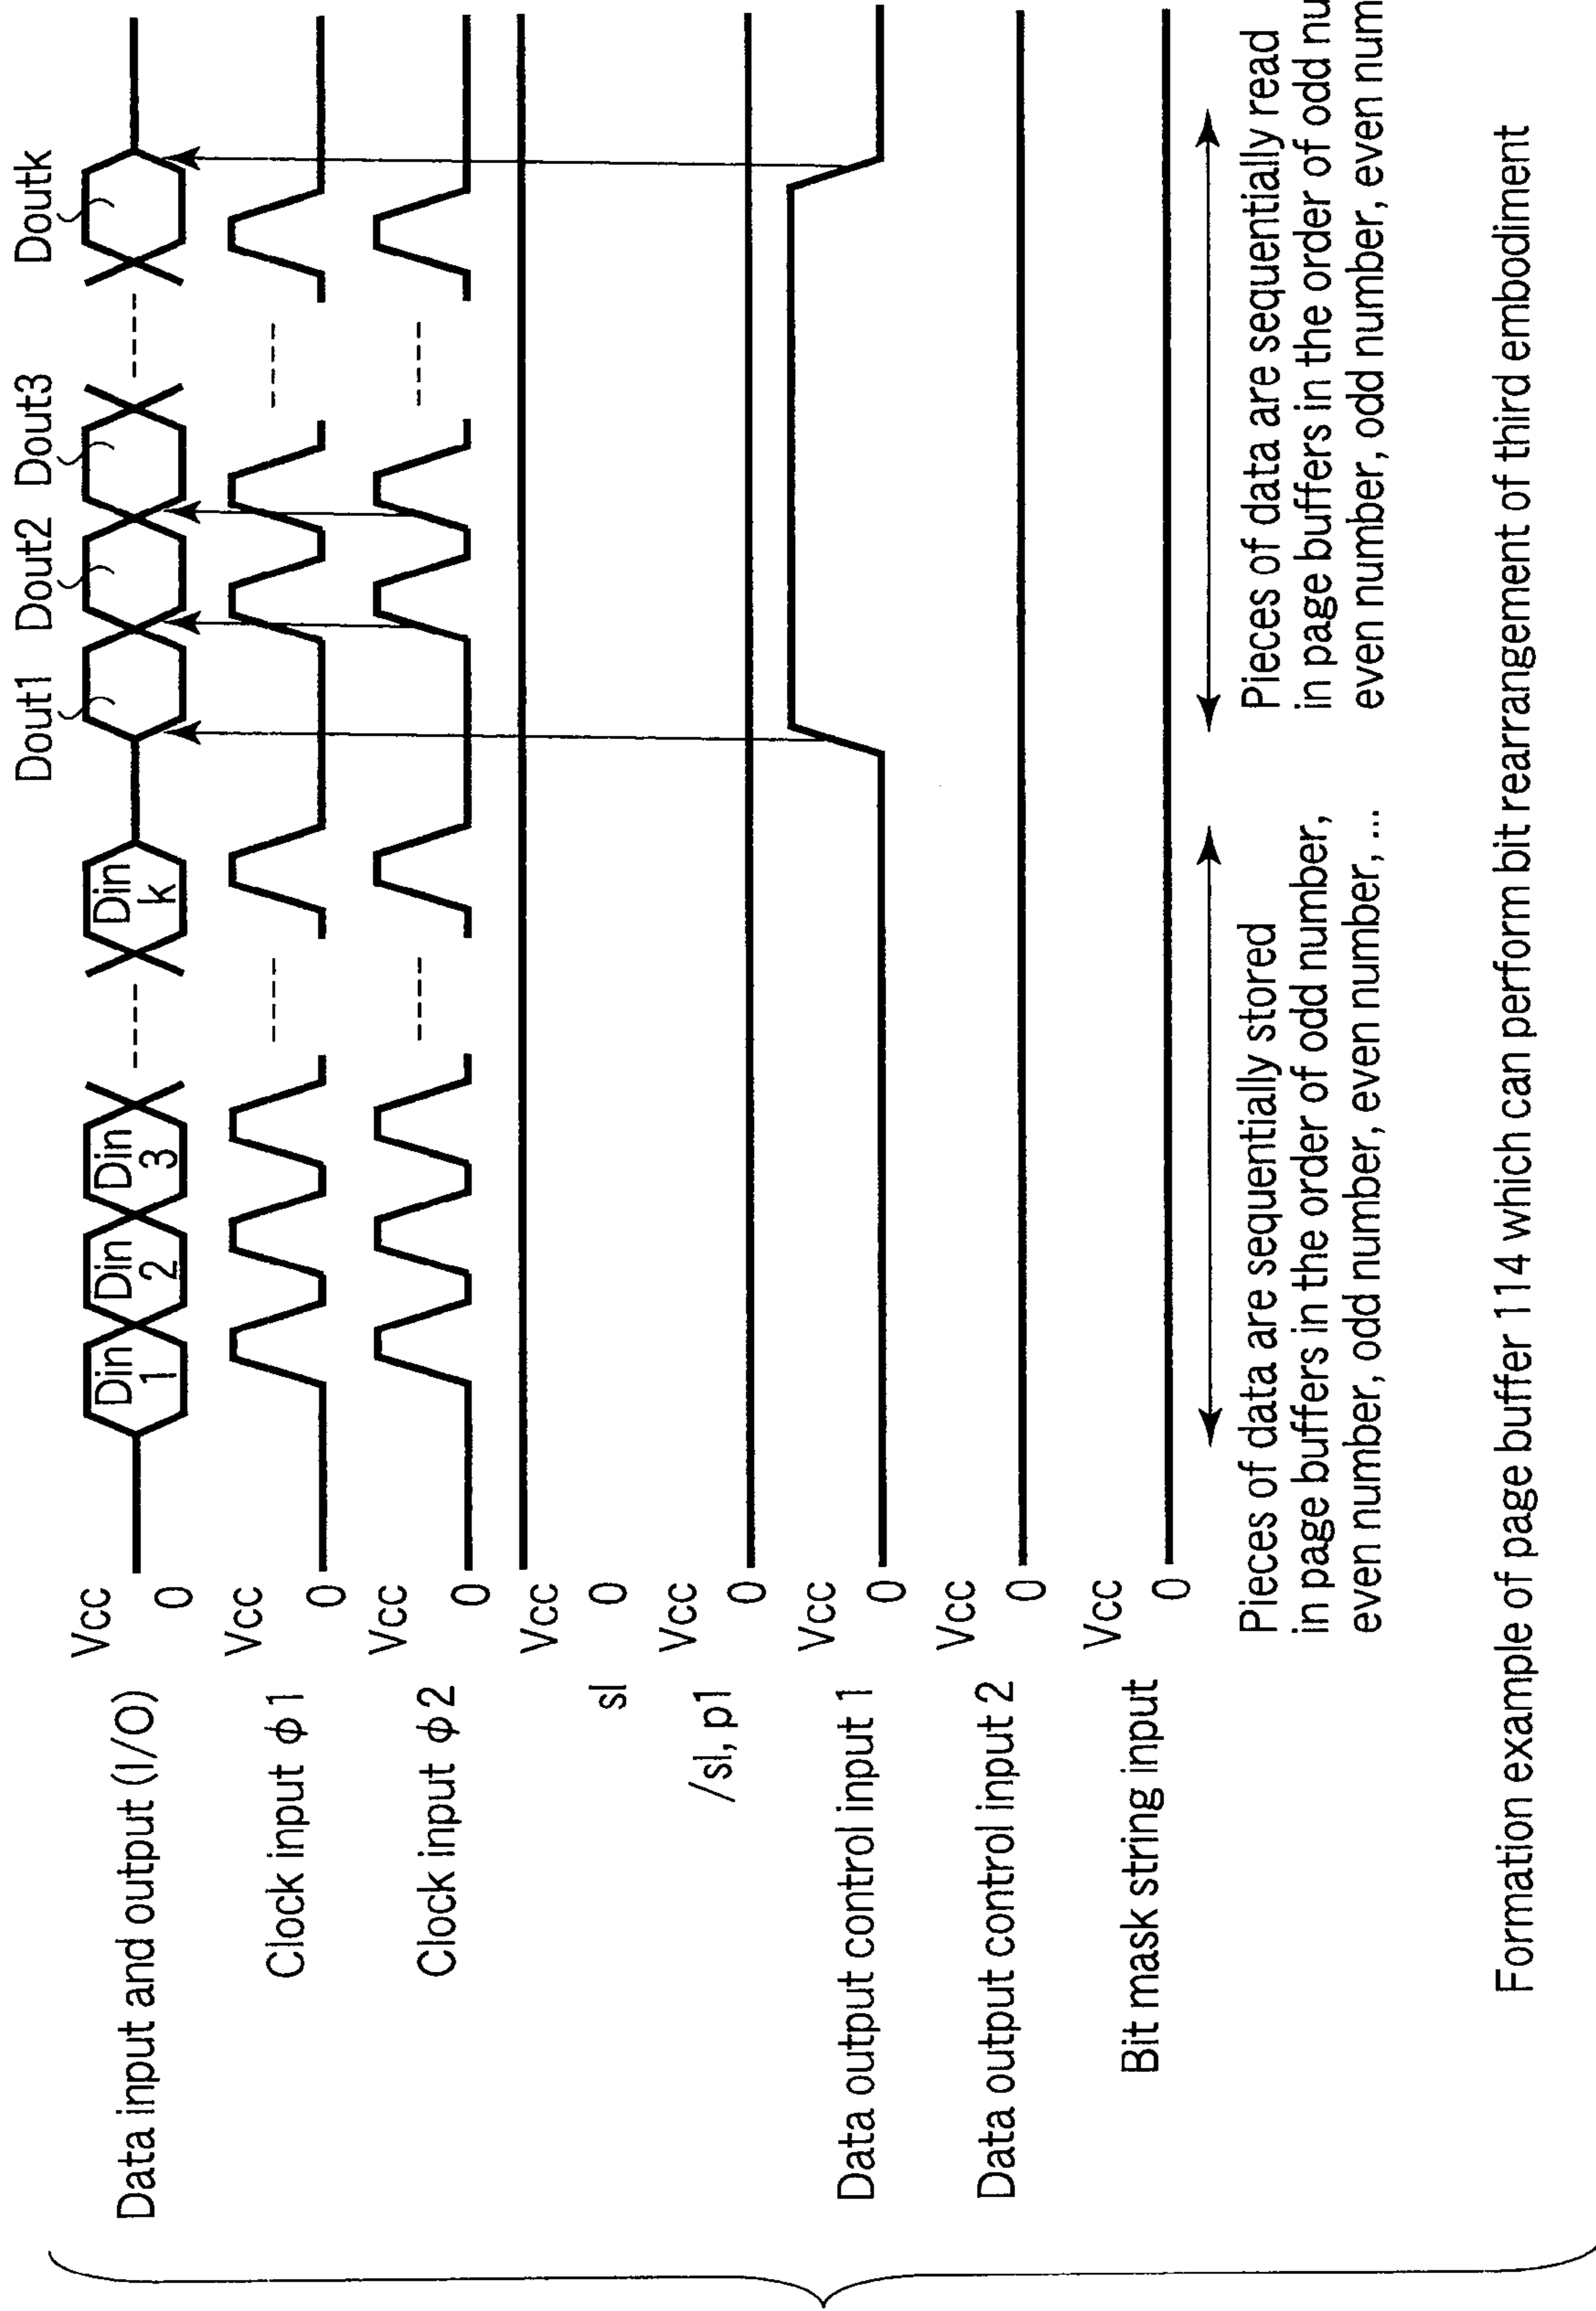 Dout1 Dout2 Dout3 Doutk
Data input and output (I/O) Vcc 0 Din 1 Din 2 Din 3 Din k
Clock input ϕ1 Vcc 0
Clock input ϕ2 Vcc 0
sl Vcc 0
/sl, p1 Vcc 0
Data output control input 1 Vcc 0
Data output control input 2 Vcc 0
Bit mask string input Vcc 0
Pieces of data are sequentially stored
in page buffers in the order of odd number,
even number, odd number, even number, ...
Pieces of data are sequentially read
in page buffers in the order of odd nu
even number, odd number, even num
Formation example of page buffer 114 which can perform bit rearrangement of third embodiment